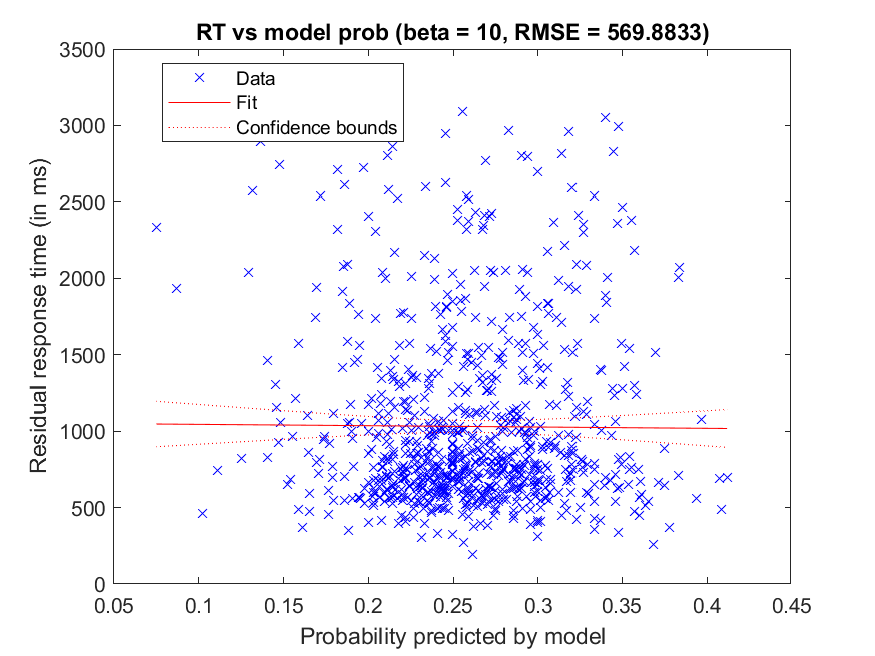 RT vs model prob (beta = 10, RMSE = 569.8833)
3500
3000
2500
2000
1500
1000
500
0
Residual response time (in ms)
Data
Fit
Confidence bounds
0.05 0.1 0.15 0.2 0.25 0.3 0.35 0.4 0.45
Probability predicted by model